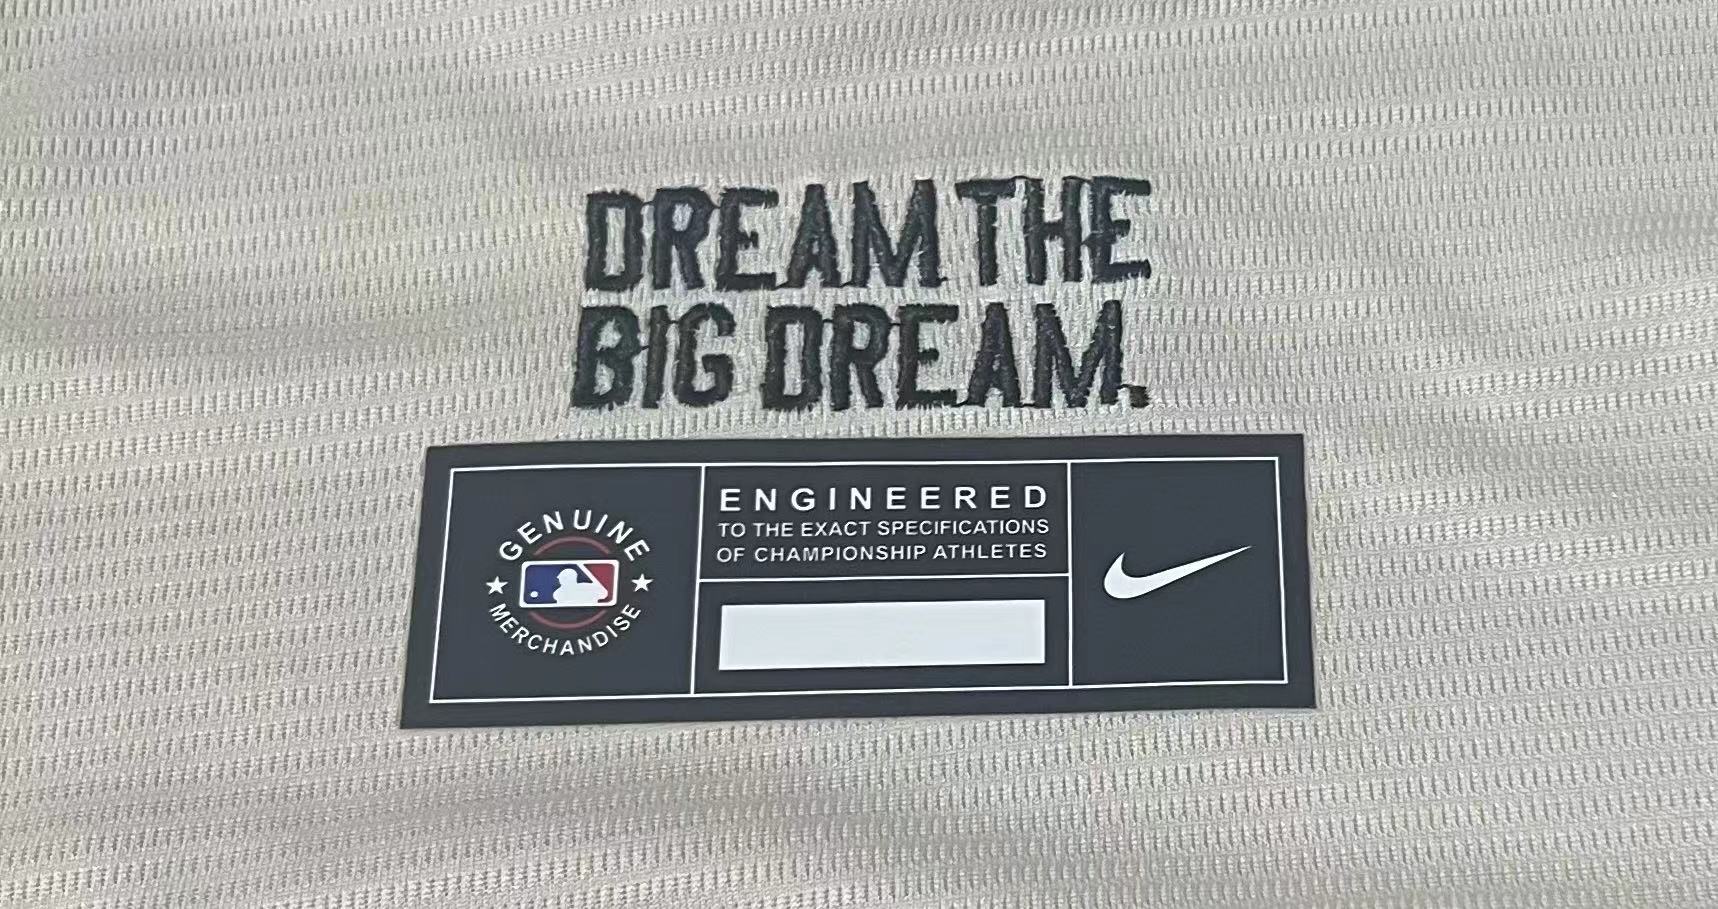 DREAM THE
BIG DREAM.
GENUINE
MERCHANDISE
ENGINEERED
TO THE EXACT SPECIFICATIONS
OF CHAMPIONSHIP ATHLETES